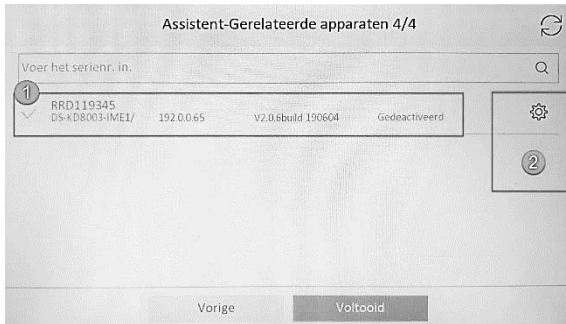 Assistent-Gerelateerde apparaten 4/4
Voer het serienr. in.
1
RRD119345
DS-KD8003-IME1/ 192.0.0.65 V2.0.6build 190604 Gedeactiveerd
2
Vorige Voltooid